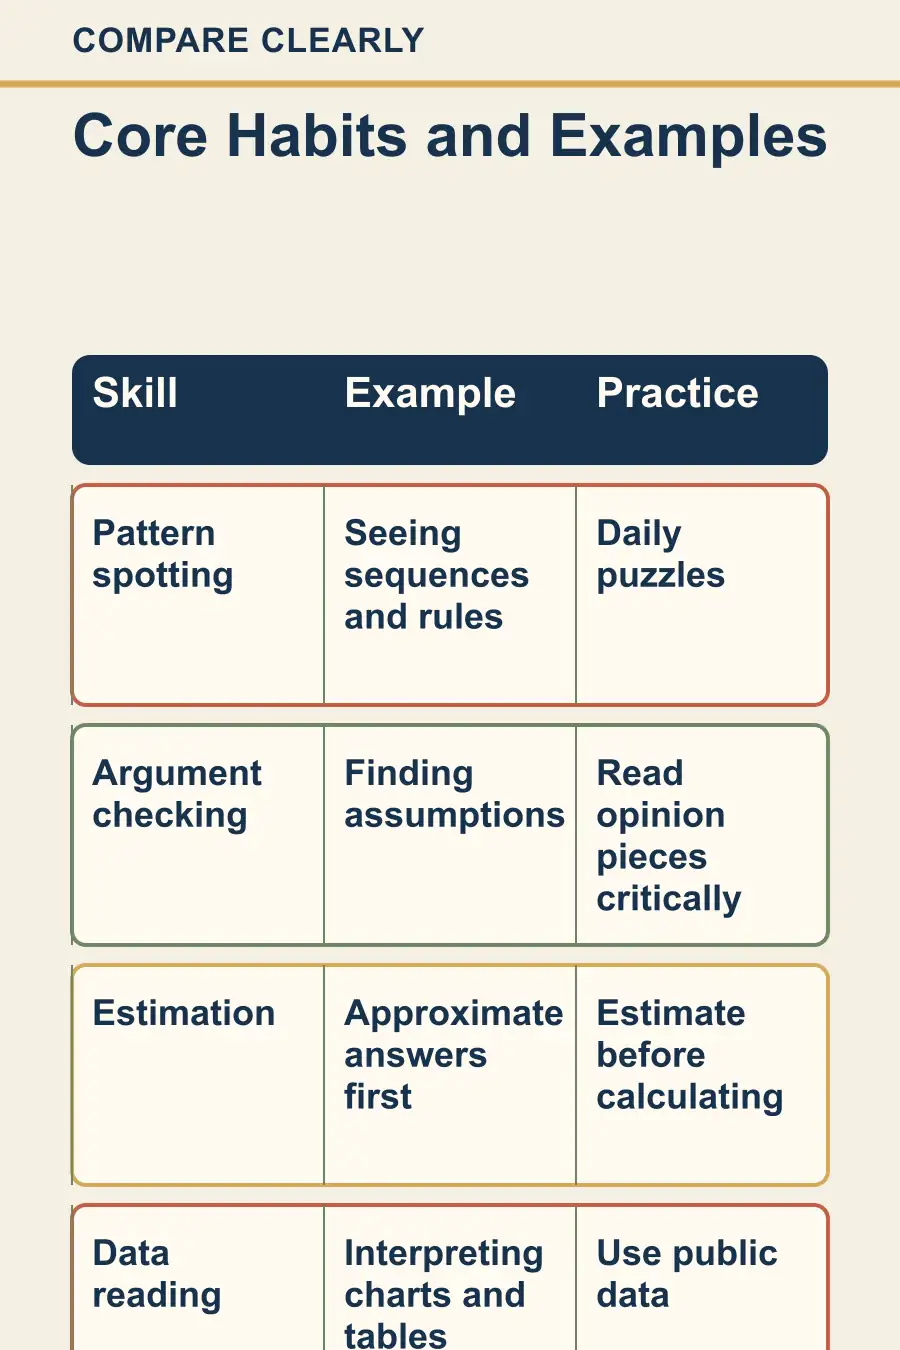 COMPARE CLEARLY
Core Habits and Examples
Skill
Example
Practice
Pattern
spotting
Seeing
sequences
and rules
Daily
puzzles
Argument
checking
Finding
assumptions
Read
opinion
pieces
critically
Estimation
Approximate
answers
first
Estimate
before
calculating
Data
reading
Interpreting
charts and
tables
Use public
data